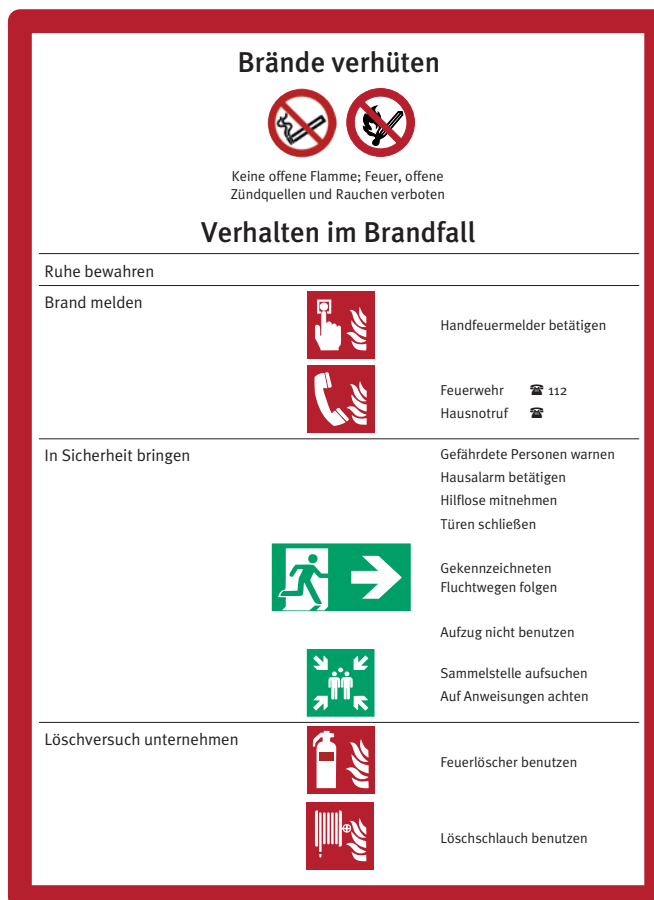 Brände verhüten
Keine offene Flamme; Feuer, offene
Zündquellen und Rauchen verboten
Verhalten im Brandfall
Ruhe bewahren
Brand melden
Handfeuermelder betätigen
Feuerwehr ☎ 112
Hausnotruf ☎
In Sicherheit bringen
Gefährdete Personen warnen
Hausalarm betätigen
Hilflose mitnehmen
Türen schließen
Gekennzeichneten
Fluchtwegen folgen
Aufzug nicht benutzen
Sammelstelle aufsuchen
Auf Anweisungen achten
Löschversuch unternehmen
Feuerlöscher benutzen
Löschschlauch benutzen